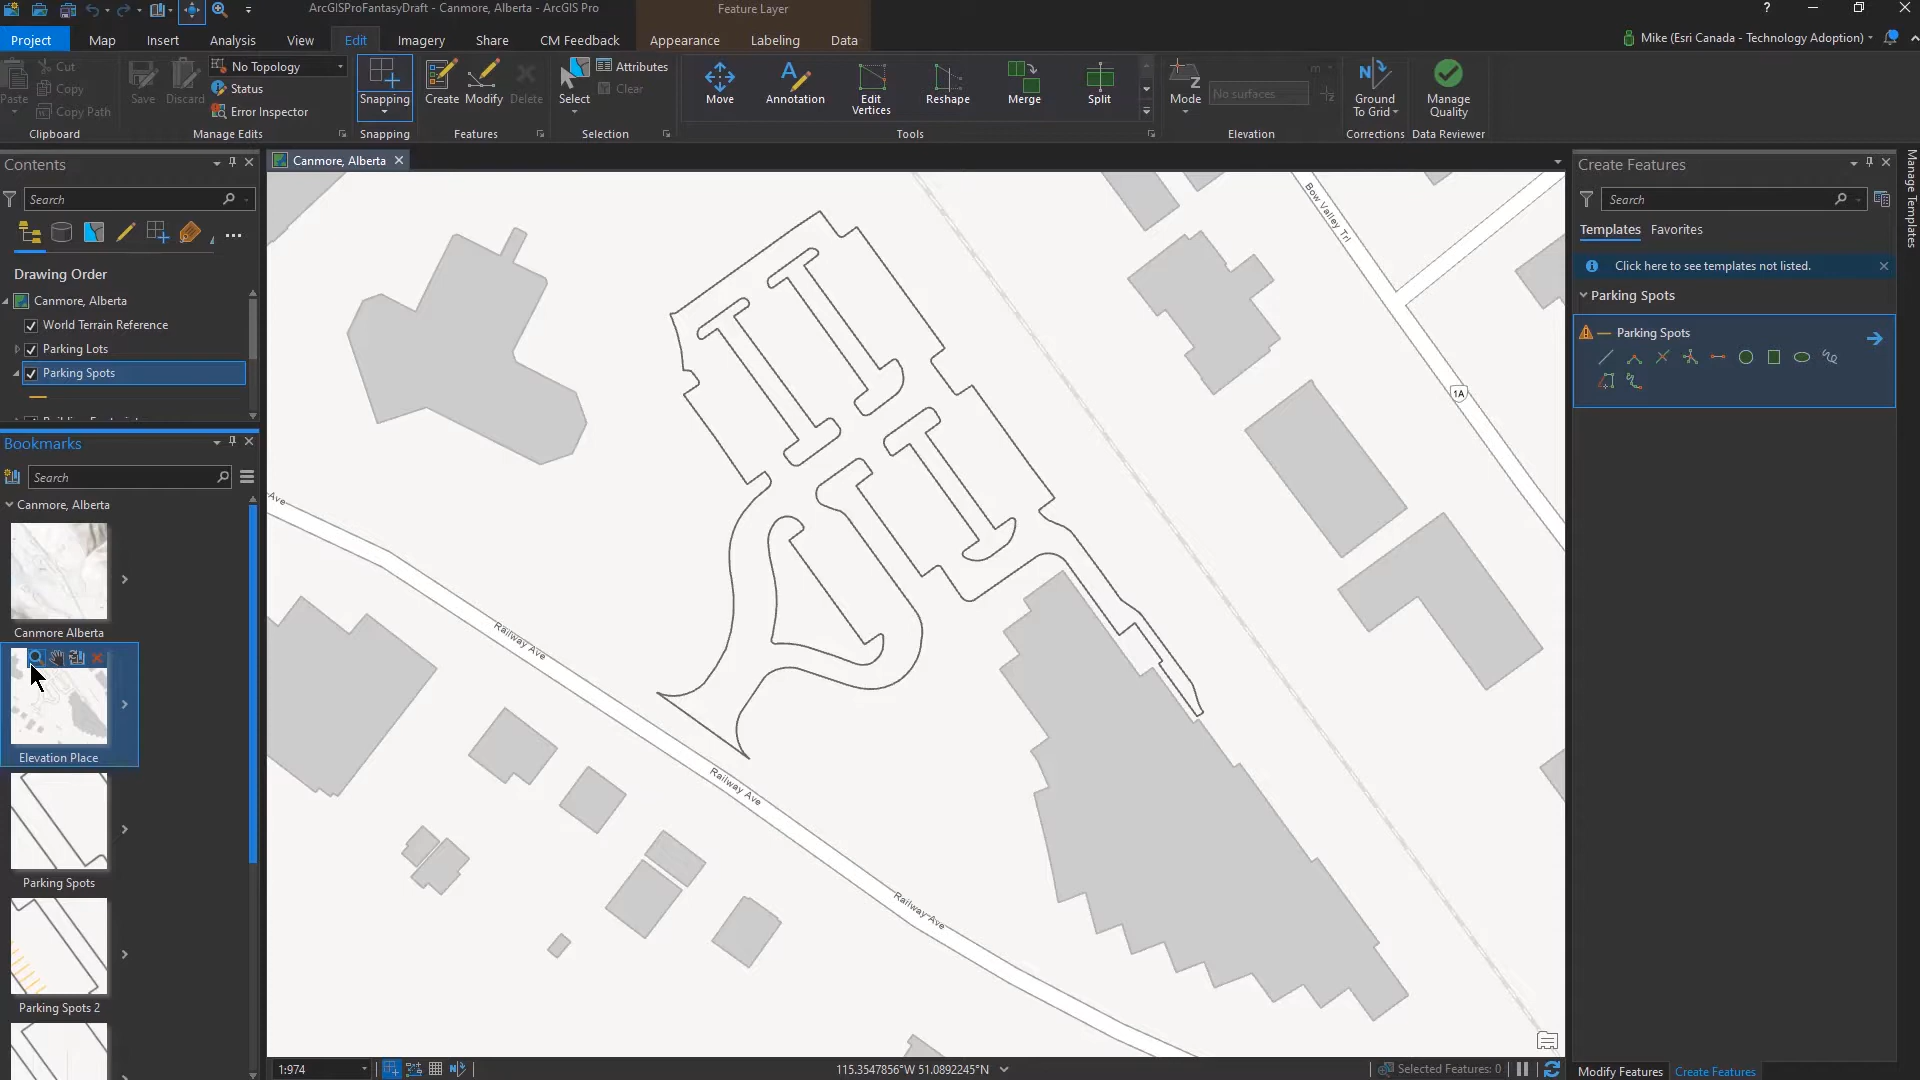 ArcGISProFantasyDraft - Canmore, Alberta - ArcGIS Pro
Feature Layer
?
Project
Map
Insert
Analysis
View
Edit
Imagery
Share
CM Feedback
Appearance
Labeling
Data
Mike (Esri Canada - Technology Adoption)
Paste
Cut
Copy
Copy Path
Clipboard
Save
Discard
No Topology
Status
Error Inspector
Manage Edits
Snapping
Snapping
Create
Modify
Delete
Features
Select
Attributes
Clear
Selection
Move
Annotation
Edit
Vertices
Reshape
Merge
Split
Tools
Mode
No surfaces
m
Elevation
Ground
To Grid
Corrections
Manage
Quality
Data Reviewer
Contents
Search
Drawing Order
Canmore, Alberta
World Terrain Reference
Parking Lots
Parking Spots
Bookmarks
Search
Canmore, Alberta
Canmore Alberta
Elevation Place
Parking Spots
Parking Spots 2
Canmore, Alberta
Bow Valley Trl
1A
Ave
Railway Ave
Railway Ave
Railway Ave
1:974
115.3547856°W 51.0892245°N
Selected Features: 0
Create Features
Search
Templates
Favorites
Click here to see templates not listed.
Parking Spots
Parking Spots
Modify Features
Create Features
Manage Templates